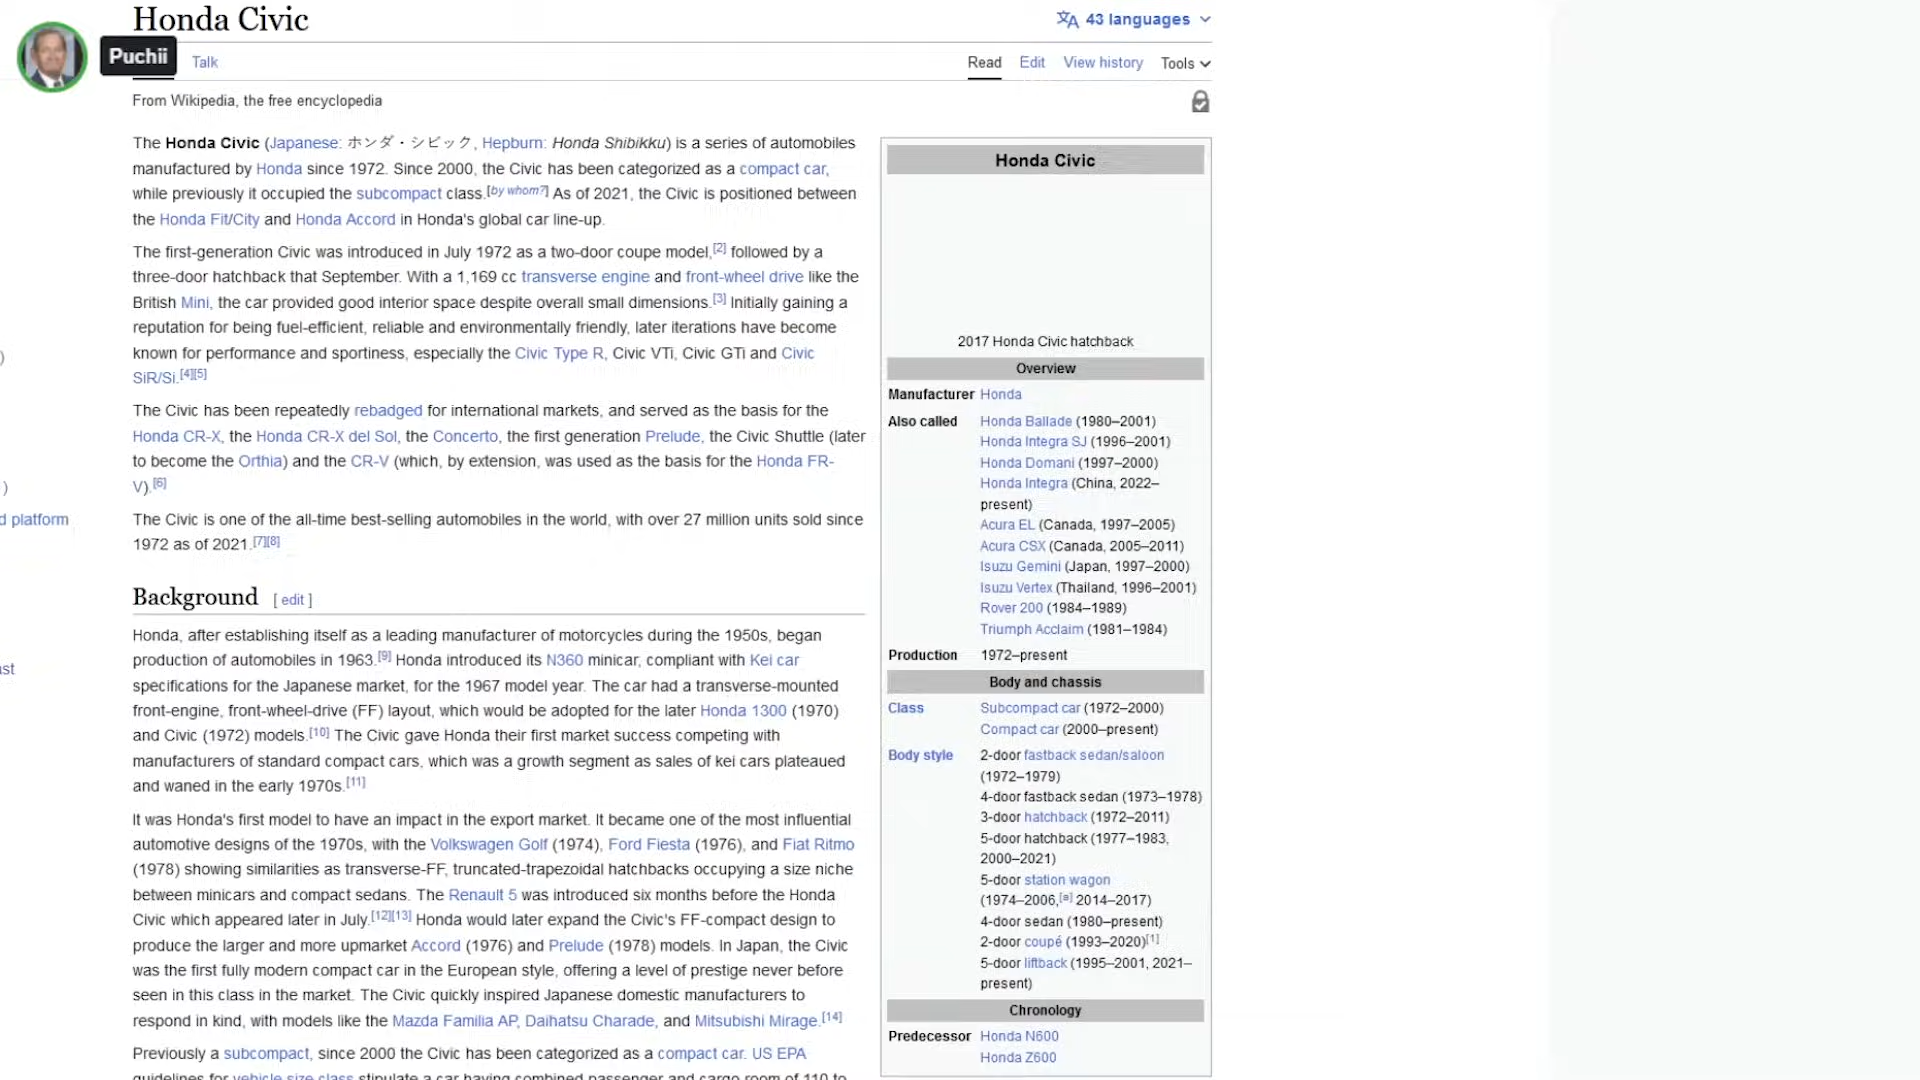 Honda Civic
43 languages
Puchii
Talk
Read Edit View history Tools
From Wikipedia, the free encyclopedia
The Honda Civic (Japanese: ホンダ・シビック, Hepburn: Honda Shibikku) is a series of automobiles
manufactured by Honda since 1972. Since 2000, the Civic has been categorized as a compact car,
while previously it occupied the subcompact class.[by whom?] As of 2021, the Civic is positioned between
the Honda Fit/City and Honda Accord in Honda's global car line-up.
The first-generation Civic was introduced in July 1972 as a two-door coupe model,[2] followed by a
three-door hatchback that September. With a 1,169 cc transverse engine and front-wheel drive like the
British Mini, the car provided good interior space despite overall small dimensions.[3] Initially gaining a
reputation for being fuel-efficient, reliable and environmentally friendly, later iterations have become
known for performance and sportiness, especially the Civic Type R, Civic VTi, Civic GTi and Civic
SiR/Si.[4][5]
The Civic has been repeatedly rebadged for international markets, and served as the basis for the
Honda CR-X, the Honda CR-X del Sol, the Concerto, the first generation Prelude, the Civic Shuttle (later
to become the Orthia) and the CR-V (which, by extension, was used as the basis for the Honda FR-
V).[6]
The Civic is one of the all-time best-selling automobiles in the world, with over 27 million units sold since
1972 as of 2021.[7][8]
Background [ edit ]
Honda, after establishing itself as a leading manufacturer of motorcycles during the 1950s, began
production of automobiles in 1963.[9] Honda introduced its N360 minicar, compliant with Kei car
specifications for the Japanese market, for the 1967 model year. The car had a transverse-mounted
front-engine, front-wheel-drive (FF) layout, which would be adopted for the later Honda 1300 (1970)
and Civic (1972) models.[10] The Civic gave Honda their first market success competing with
manufacturers of standard compact cars, which was a growth segment as sales of kei cars plateaued
and waned in the early 1970s.[11]
It was Honda's first model to have an impact in the export market. It became one of the most influential
automotive designs of the 1970s, with the Volkswagen Golf (1974), Ford Fiesta (1976), and Fiat Ritmo
(1978) showing similarities as transverse-FF, truncated-trapezoidal hatchbacks occupying a size niche
between minicars and compact sedans. The Renault 5 was introduced six months before the Honda
Civic which appeared later in July.[12][13] Honda would later expand the Civic's FF-compact design to
produce the larger and more upmarket Accord (1976) and Prelude (1978) models. In Japan, the Civic
was the first fully modern compact car in the European style, offering a level of prestige never before
seen in this class in the market. The Civic quickly inspired Japanese domestic manufacturers to
respond in kind, with models like the Mazda Familia AP, Daihatsu Charade, and Mitsubishi Mirage.[14]
Previously a subcompact, since 2000 the Civic has been categorized as a compact car. US EPA
guidelines for vehicle size class stipulate a car having combined passenger and cargo room of 110 to
)
)
d platform
ast
Honda Civic
2017 Honda Civic hatchback
Overview
Manufacturer Honda
Also called Honda Ballade (1980–2001)
Honda Integra SJ (1996–2001)
Honda Domani (1997–2000)
Honda Integra (China, 2022–
present)
Acura EL (Canada, 1997–2005)
Acura CSX (Canada, 2005–2011)
Isuzu Gemini (Japan, 1997–2000)
Isuzu Vertex (Thailand, 1996–2001)
Rover 200 (1984–1989)
Triumph Acclaim (1981–1984)
Production 1972–present
Body and chassis
Class Subcompact car (1972–2000)
Compact car (2000–present)
Body style 2-door fastback sedan/saloon
(1972–1979)
4-door fastback sedan (1973–1978)
3-door hatchback (1972–2011)
5-door hatchback (1977–1983,
2000–2021)
5-door station wagon
(1974–2006,[a] 2014–2017)
4-door sedan (1980–present)
2-door coupé (1993–2020)[1]
5-door liftback (1995–2001, 2021–
present)
Chronology
Predecessor Honda N600
Honda Z600